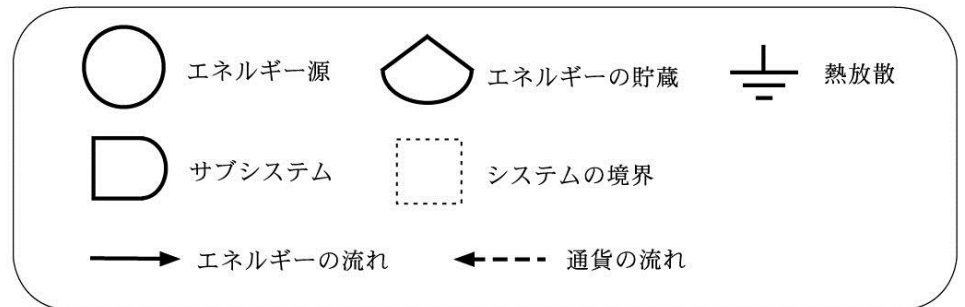 エネルギー源
エネルギーの貯蔵
熱放散
サブシステム
システムの境界
エネルギーの流れ
通貨の流れ